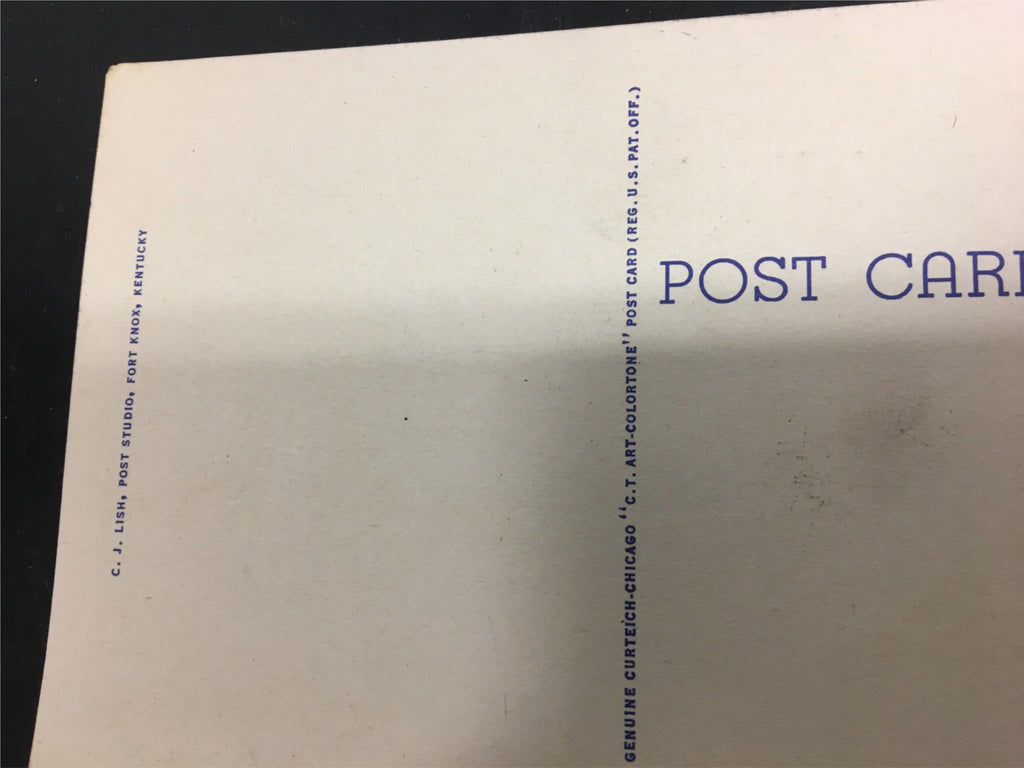 C. J. LISH, POST STUDIO, FORT KNOX, KENTUCKY
GENUINE CURTEICH-CHICAGO “C.T. ART-COLORTONE” POST CARD (REG. U.S. PAT. OFF.)
POST CAR